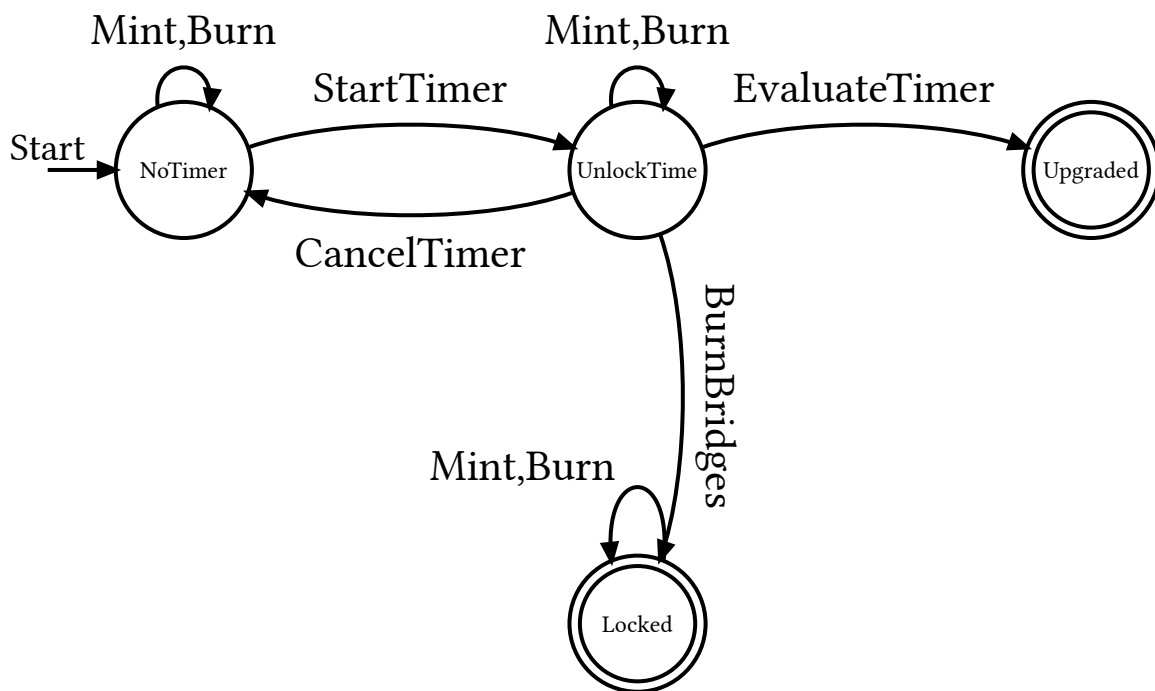 Mint,Burn
Mint,Burn
StartTimer
EvaluateTimer
Start
NoTimer
UnlockTime
Upgraded
CancelTimer
BurnBridges
Mint,Burn
Locked